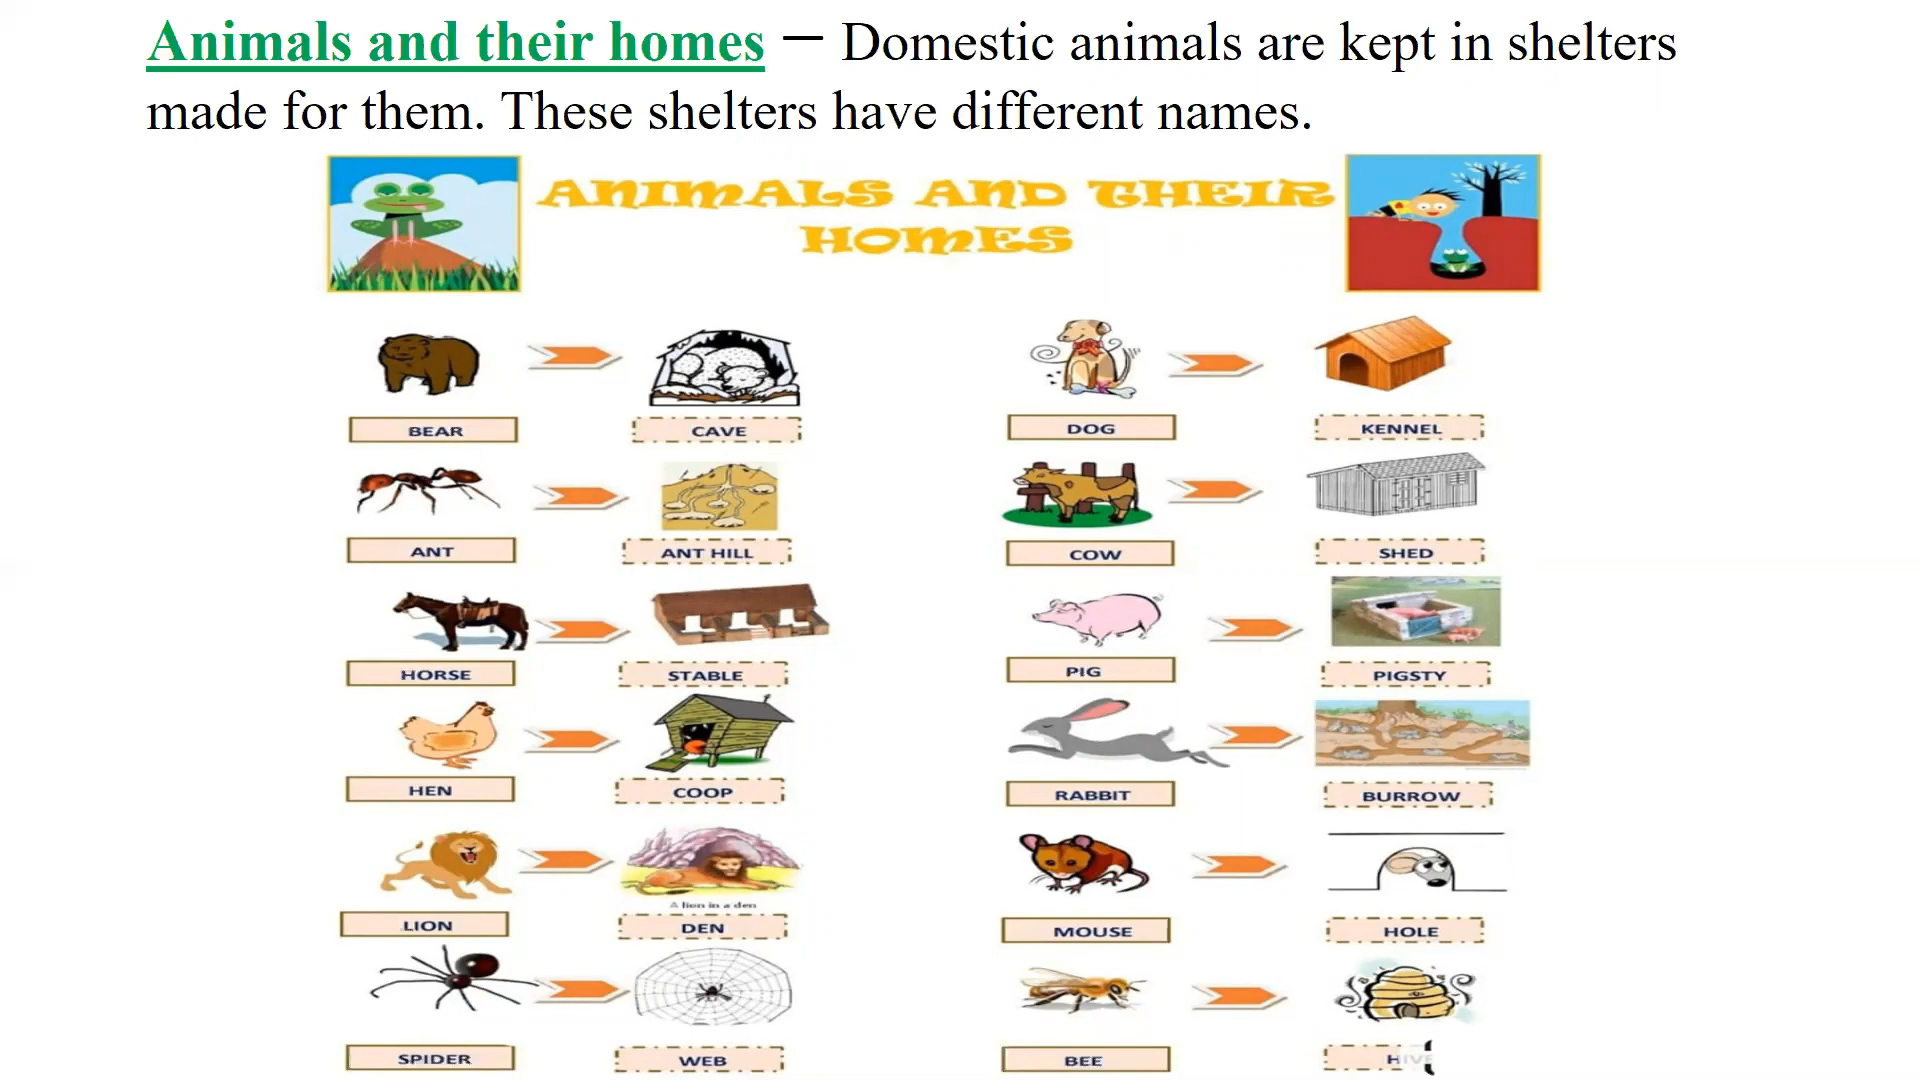 Animals and their homes – Domestic animals are kept in shelters
made for them. These shelters have different names.
ANIMALS AND THEIR
HOMES
BEAR
CAVE
DOG
KENNEL
ANT
ANT HILL
COW
SHED
HORSE
STABLE
PIG
PIGSTY
HEN
COOP
RABBIT
BURROW
A lion in a den
LION
DEN
MOUSE
HOLE
SPIDER
WEB
BEE
HIVE